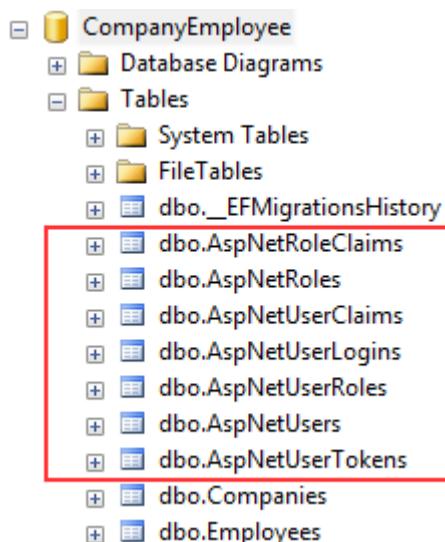 CompanyEmployee
Database Diagrams
Tables
System Tables
FileTables
dbo.__EFMigrationsHistory
dbo.AspNetRoleClaims
dbo.AspNetRoles
dbo.AspNetUserClaims
dbo.AspNetUserLogins
dbo.AspNetUserRoles
dbo.AspNetUsers
dbo.AspNetUserTokens
dbo.Companies
dbo.Employees